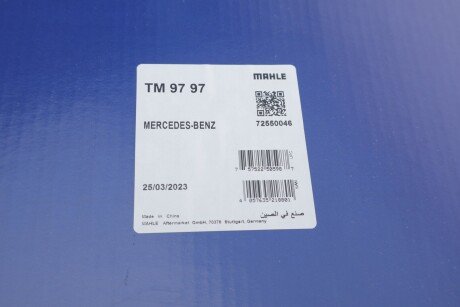 MAHLE
TM 97 97
MERCEDES-BENZ
72550046
25/03/2023
Made in China
MAHLE Aftermarket GmbH, 70376 Stuttgart, Germany
صنع في الصين